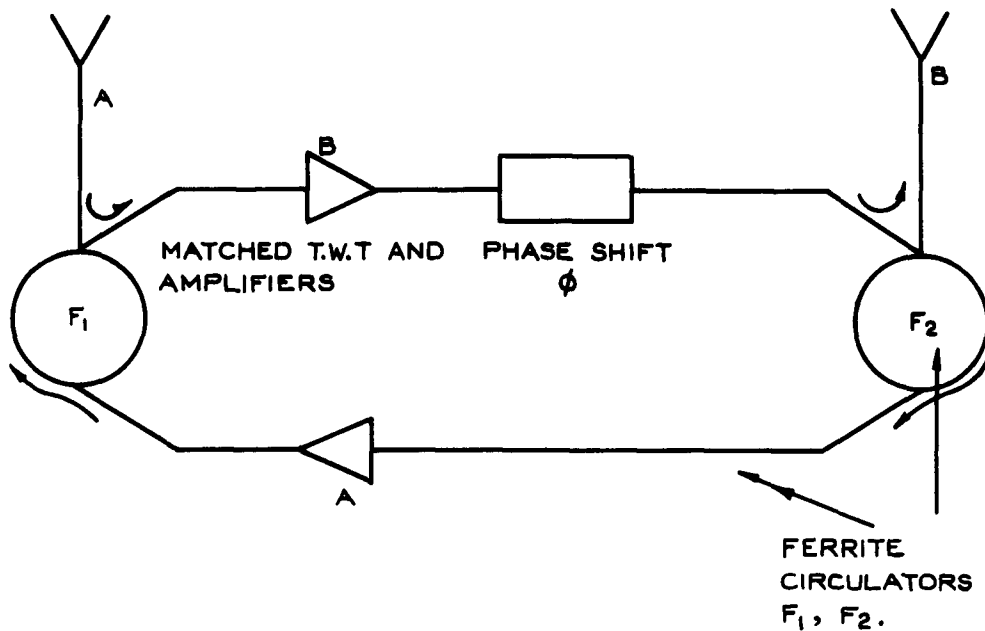 A
B
B
MATCHED T.W.T AND
AMPLIFIERS
PHASE SHIFT
φ
F1
F2
A
FERRITE
CIRCULATORS
F1, F2.